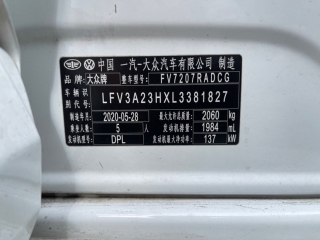 中国 一汽-大众汽车有限公司 制造
品牌 大众牌 乘用车型号 FV7207RADCG
车辆识别代号 LFV3A23HXL3381827
制造年月 2020-05-28 最大允许总质量 2060 kg
乘坐人数 5 人 发动机排量 1984 mL
发动机型号 DPL 发动机最大净功率 137 kW